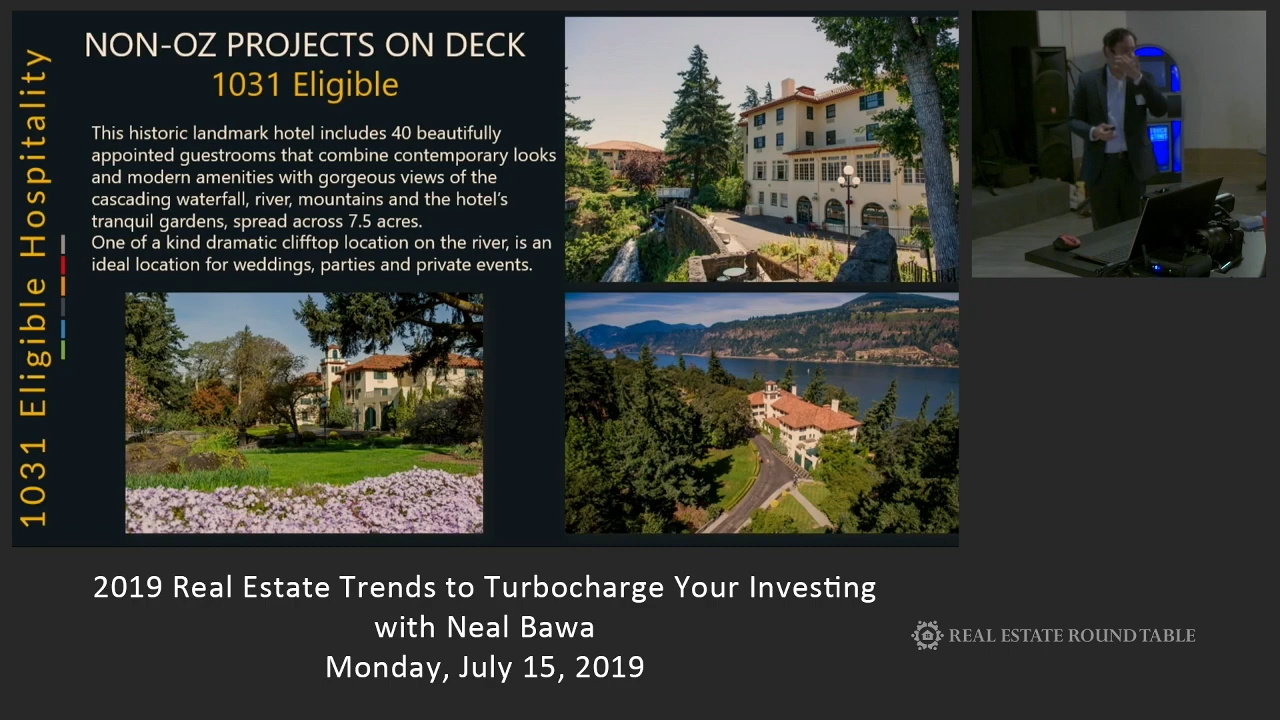 1031 Eligible Hospitality
NON-OZ PROJECTS ON DECK
1031 Eligible
This historic landmark hotel includes 40 beautifully
appointed guestrooms that combine contemporary looks
and modern amenities with gorgeous views of the
cascading waterfall, river, mountains and the hotel's
tranquil gardens, spread across 7.5 acres.
One of a kind dramatic clifftop location on the river, is an
ideal location for weddings, parties and private events.
2019 Real Estate Trends to Turbocharge Your Investing
with Neal Bawa
Monday, July 15, 2019
REAL ESTATE ROUND TABLE